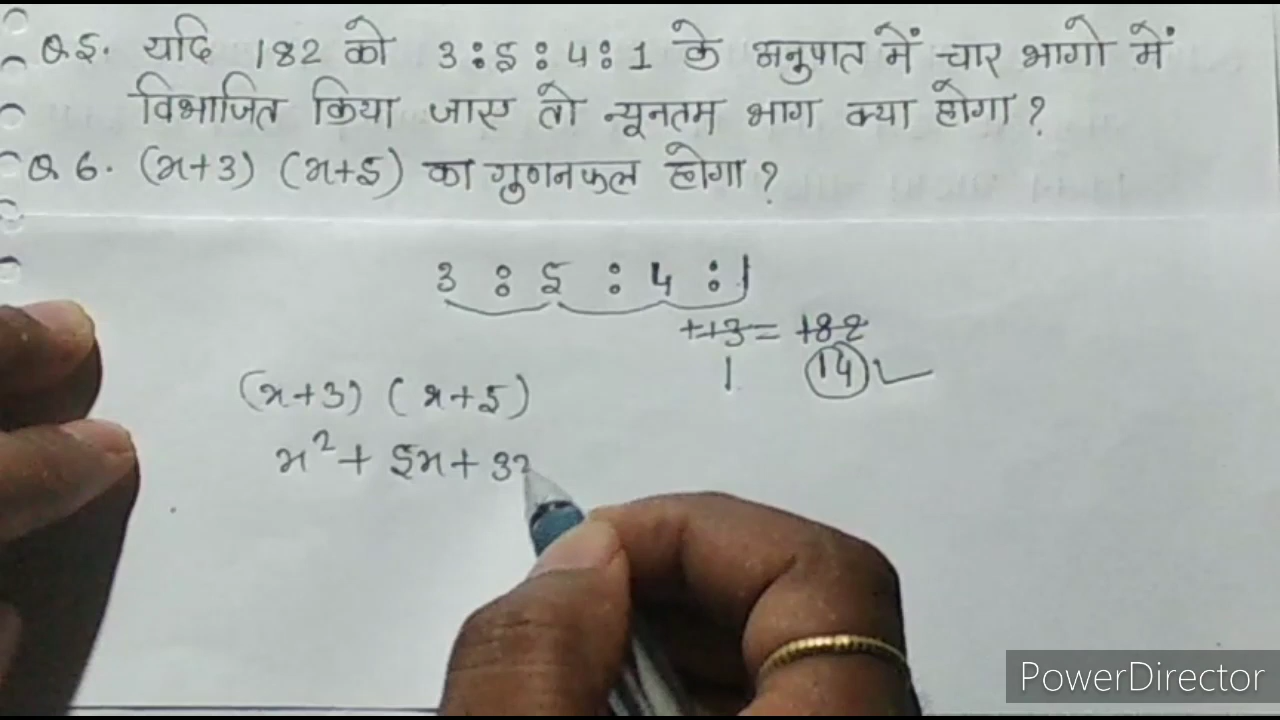 Q 5. यदि 182 को 3:5:4:1 के अनुपात में चार भागो में
विभाजित किया जाए तो न्यूनतम भाग क्या होगा?
Q 6. (x+3) (x+5) का गुणनफल होगा?
3 : 5 : 4 : 1
13 = 182
1 14
(x+3) (x+5)
x² + 5x + 3x
PowerDirector